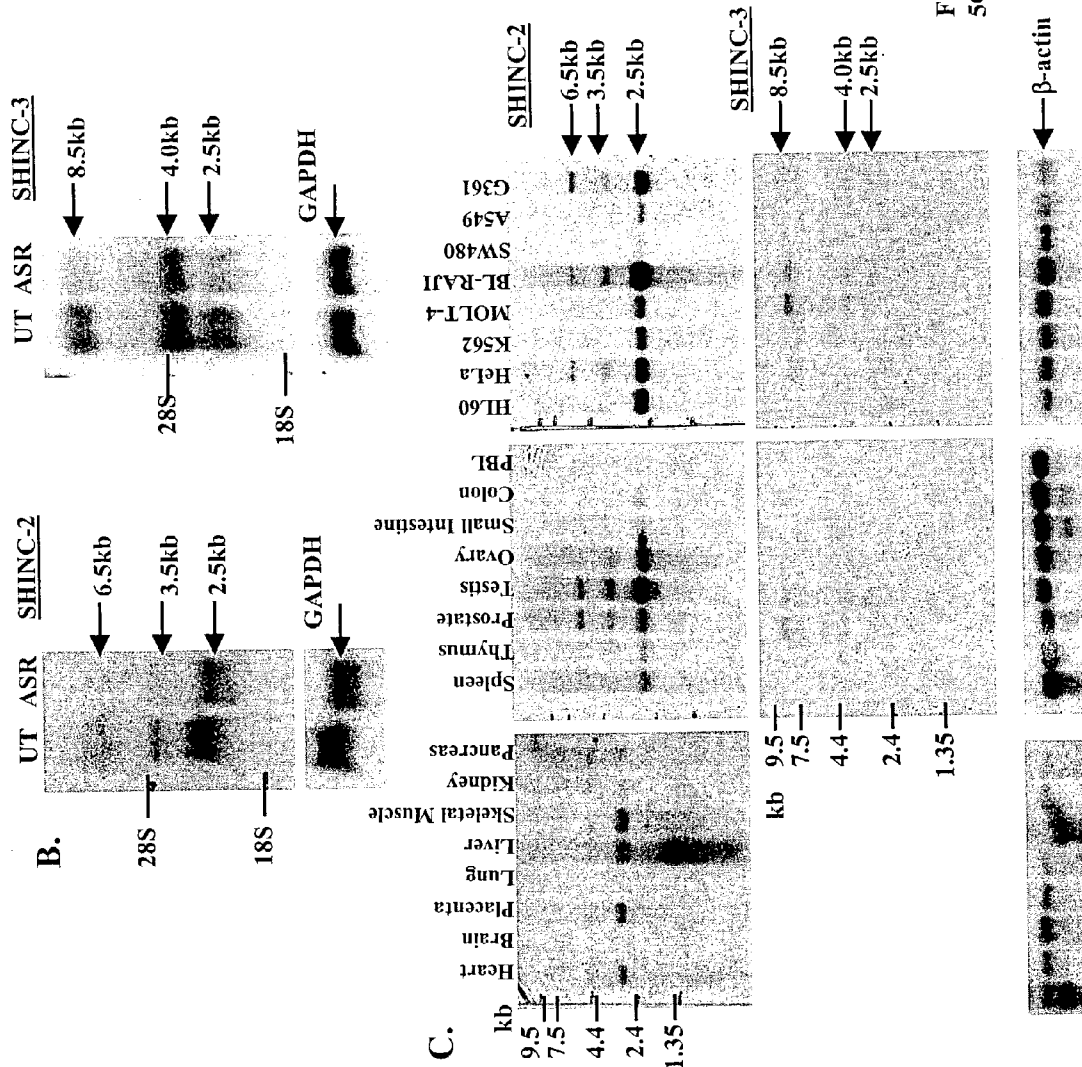 B.
SHINC-2
UT ASR
28S
18S
6.5kb
3.5kb
2.5kb
GAPDH
SHINC-3
UT ASR
28S
18S
8.5kb
4.0kb
2.5kb
GAPDH
C.
kb
9.5
7.5
4.4
2.4
1.35
Heart
Brain
Placenta
Lung
Liver
Skeletal Muscle
Kidney
Pancreas
Spleen
Thymus
Prostate
Testis
Ovary
Small Intestine
Colon
PBL
HL60
HeLa
K562
MOLT-4
BL-RAJI
SW480
A549
G361
SHINC-2
6.5kb
3.5kb
2.5kb
kb
9.5
7.5
4.4
2.4
1.35
SHINC-3
8.5kb
4.0kb
2.5kb
β-actin
F